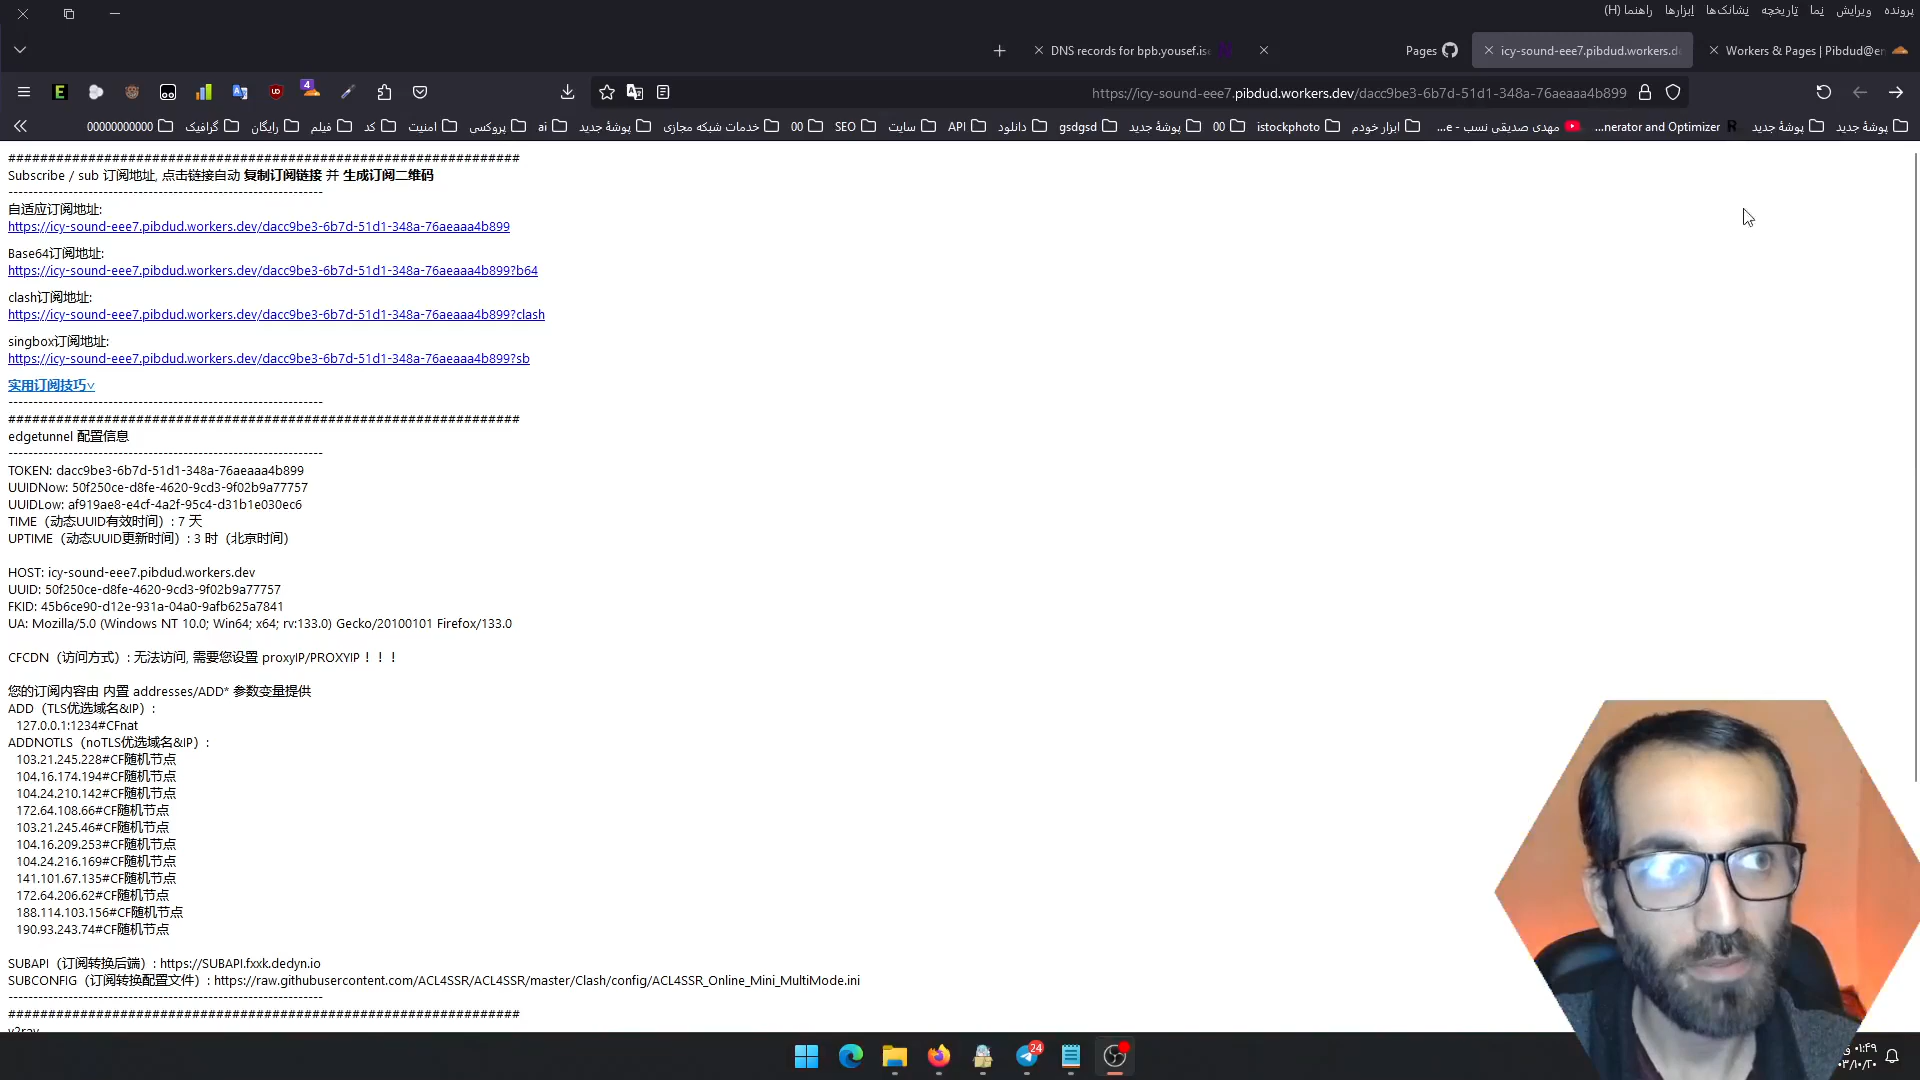 پرونده ویرایش نما تاریخچه نشانک‌ها ابزارها راهنما (H)
DNS records for bpb.yousef.is
Pages
icy-sound-eee7.pibdud.workers.d
Workers & Pages | Pibdud@e
4
https://icy-sound-eee7.pibdud.workers.dev/dacc9be3-6b7d-51d1-348a-76aeaaa4b899
00000000000 گرافیک رایگان فیلم کد امنیت پروکسی ai پوشهٔ جدید خدمات شبکه مجازی 00 SEO سایت API دانلود gsdgsd پوشهٔ جدید 00 istockphoto ابزار خودم مهدی صدیقی نسب - e... ...nerator and Optimizer R پوشهٔ جدید پوشهٔ جدید
################################################################
Subscribe / sub 订阅地址, 点击链接自动 复制订阅链接 并 生成订阅二维码
---------------------------------------------------------------
自适应订阅地址:
https://icy-sound-eee7.pibdud.workers.dev/dacc9be3-6b7d-51d1-348a-76aeaaa4b899
Base64订阅地址:
https://icy-sound-eee7.pibdud.workers.dev/dacc9be3-6b7d-51d1-348a-76aeaaa4b899?b64
clash订阅地址:
https://icy-sound-eee7.pibdud.workers.dev/dacc9be3-6b7d-51d1-348a-76aeaaa4b899?clash
singbox订阅地址:
https://icy-sound-eee7.pibdud.workers.dev/dacc9be3-6b7d-51d1-348a-76aeaaa4b899?sb
实用订阅技巧∨
---------------------------------------------------------------
################################################################
edgetunnel 配置信息
---------------------------------------------------------------
TOKEN: dacc9be3-6b7d-51d1-348a-76aeaaa4b899
UUIDNow: 50f250ce-d8fe-4620-9cd3-9f02b9a77757
UUIDLow: af919ae8-e4cf-4a2f-95c4-d31b1e030ec6
TIME（动态UUID有效时间）: 7 天
UPTIME（动态UUID更新时间）: 3 时（北京时间）
HOST: icy-sound-eee7.pibdud.workers.dev
UUID: 50f250ce-d8fe-4620-9cd3-9f02b9a77757
FKID: 45b6ce90-d12e-931a-04a0-9afb625a7841
UA: Mozilla/5.0 (Windows NT 10.0; Win64; x64; rv:133.0) Gecko/20100101 Firefox/133.0
CFCDN（访问方式）: 无法访问, 需要您设置 proxyIP/PROXYIP ！！！
您的订阅内容由 内置 addresses/ADD* 参数变量提供
ADD（TLS优选域名&IP）:
127.0.0.1:1234#CFnat
ADDNOTLS（noTLS优选域名&IP）:
103.21.245.228#CF随机节点
104.16.174.194#CF随机节点
104.24.210.142#CF随机节点
172.64.108.66#CF随机节点
103.21.245.46#CF随机节点
104.16.209.253#CF随机节点
104.24.216.169#CF随机节点
141.101.67.135#CF随机节点
172.64.206.62#CF随机节点
188.114.103.156#CF随机节点
190.93.243.74#CF随机节点
SUBAPI（订阅转换后端）: https://SUBAPI.fxxk.dedyn.io
SUBCONFIG（订阅转换配置文件）: https://raw.githubusercontent.com/ACL4SSR/ACL4SSR/master/Clash/config/ACL4SSR_Online_Mini_MultiMode.ini
---------------------------------------------------------------
################################################################
v2ray
24